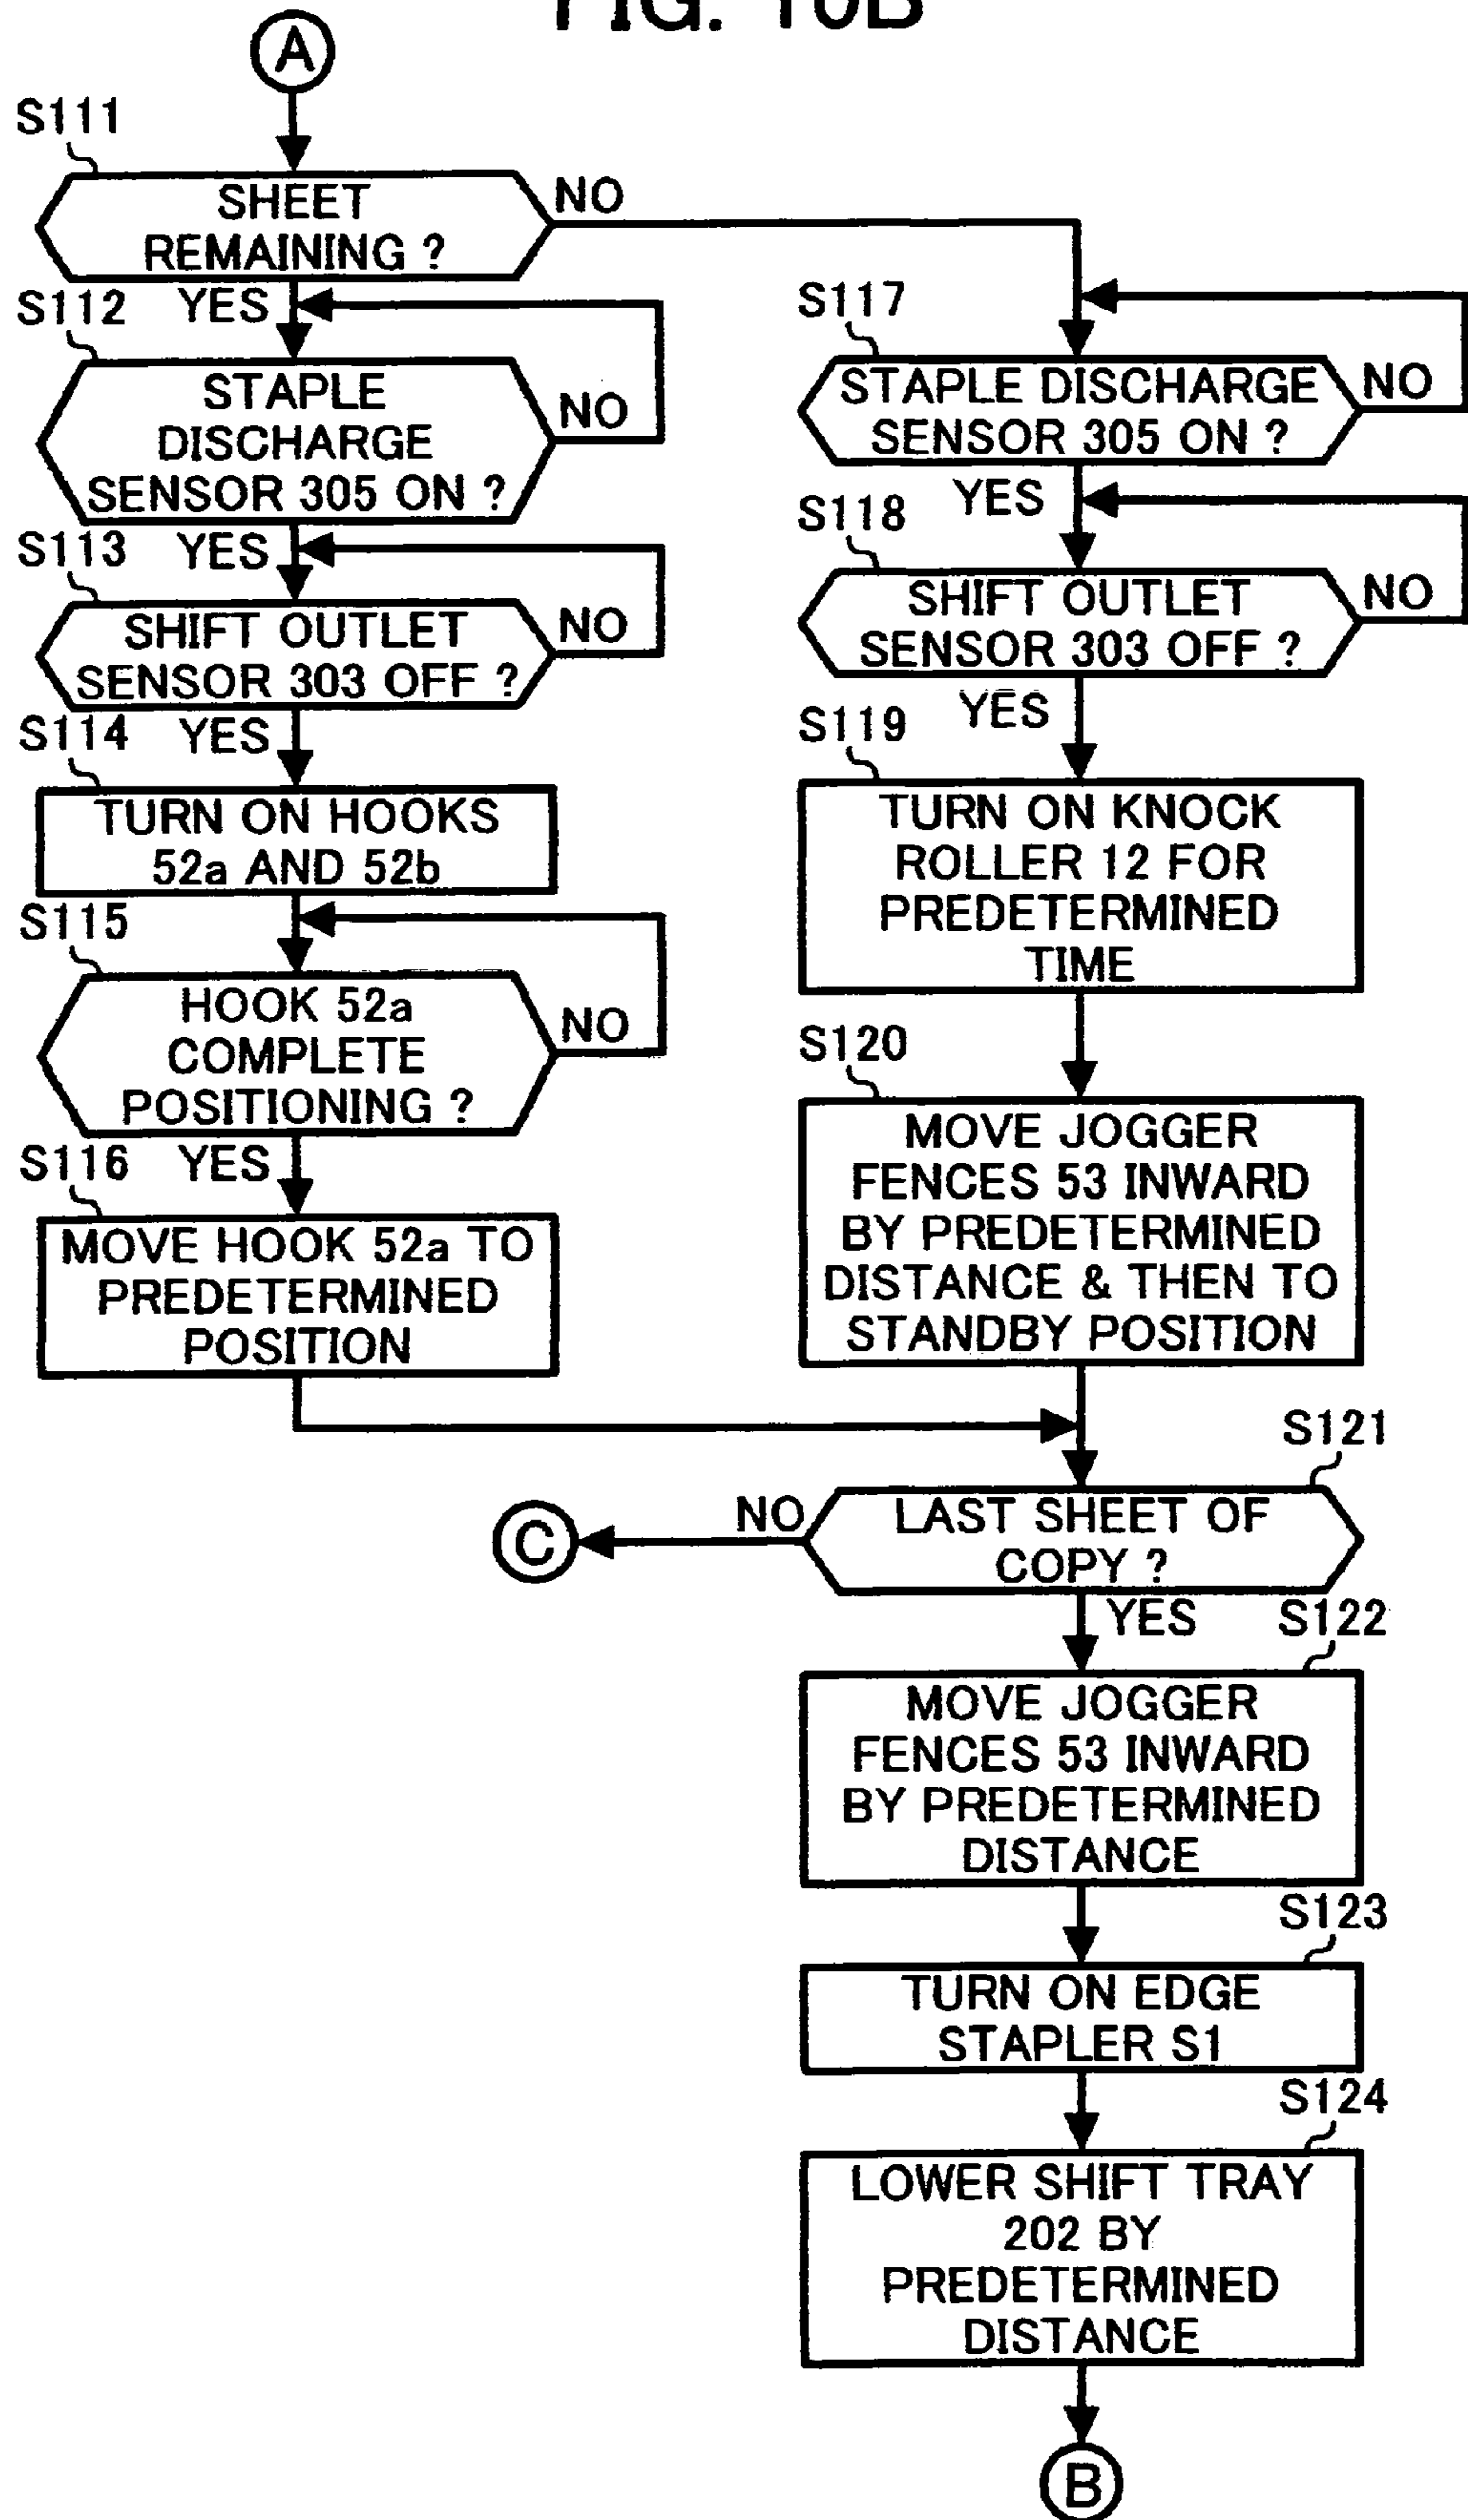 FIG. 10B
A
S111
SHEET
REMAINING ?
NO
YES
S112
STAPLE
DISCHARGE
SENSOR 305 ON ?
NO
YES
S113
SHIFT OUTLET
SENSOR 303 OFF ?
NO
YES
S114
TURN ON HOOKS
52a AND 52b
S115
HOOK 52a
COMPLETE
POSITIONING ?
NO
YES
S116
MOVE HOOK 52a TO
PREDETERMINED
POSITION
S117
STAPLE DISCHARGE
SENSOR 305 ON ?
NO
YES
S118
SHIFT OUTLET
SENSOR 303 OFF ?
NO
YES
S119
TURN ON KNOCK
ROLLER 12 FOR
PREDETERMINED
TIME
S120
MOVE JOGGER
FENCES 53 INWARD
BY PREDETERMINED
DISTANCE & THEN TO
STANDBY POSITION
S121
LAST SHEET OF
COPY ?
NO
C
YES
S122
MOVE JOGGER
FENCES 53 INWARD
BY PREDETERMINED
DISTANCE
S123
TURN ON EDGE
STAPLER S1
S124
LOWER SHIFT TRAY
202 BY
PREDETERMINED
DISTANCE
B